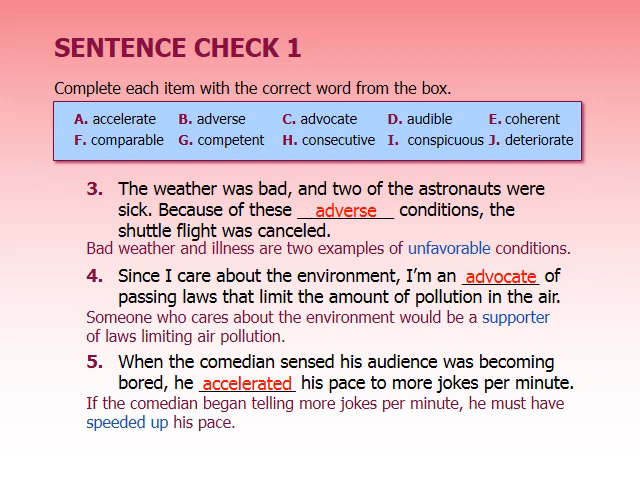 SENTENCE CHECK 1
Complete each item with the correct word from the box.
A. accelerate B. adverse C. advocate D. audible E. coherent
F. comparable G. competent H. consecutive I. conspicuous J. deteriorate
3. The weather was bad, and two of the astronauts were
sick. Because of these adverse conditions, the
shuttle flight was canceled.
Bad weather and illness are two examples of unfavorable conditions.
4. Since I care about the environment, I’m an advocate of
passing laws that limit the amount of pollution in the air.
Someone who cares about the environment would be a supporter
of laws limiting air pollution.
5. When the comedian sensed his audience was becoming
bored, he accelerated his pace to more jokes per minute.
If the comedian began telling more jokes per minute, he must have
speeded up his pace.